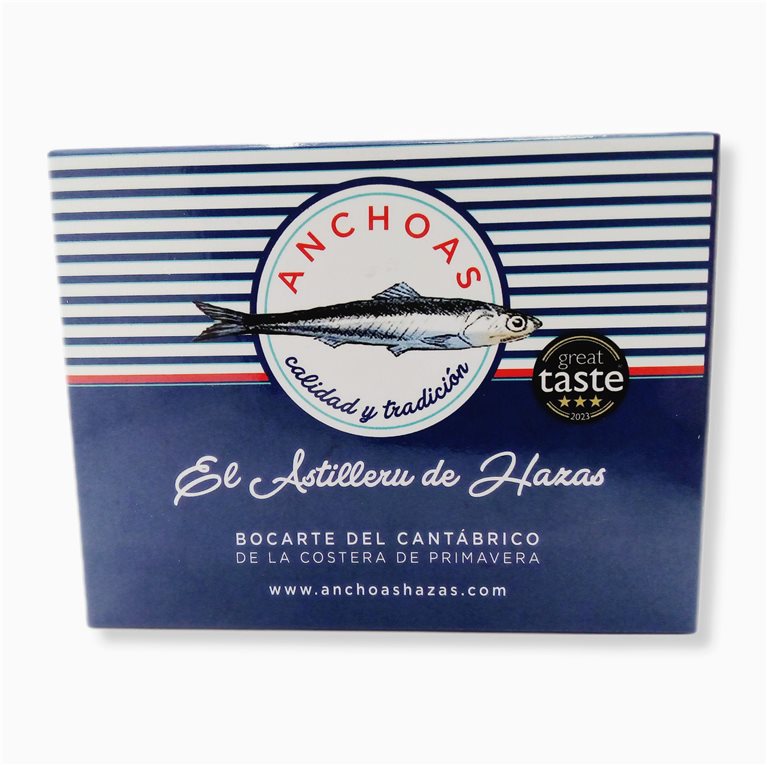 ANCHOAS
calidad y tradición
great
taste
2023
El Astilleru de Hazas
BOCARTE DEL CANTÁBRICO
DE LA COSTERA DE PRIMAVERA
www.anchoashazas.com